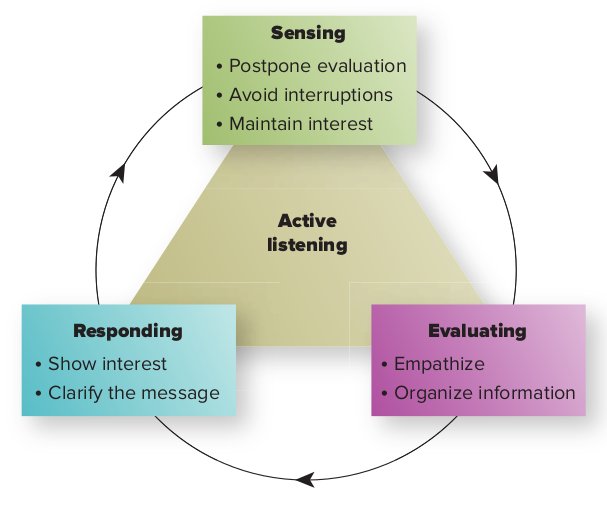 Sensing
• Postpone evaluation
• Avoid interruptions
• Maintain interest
Active
listening
Responding
• Show interest
• Clarify the message
Evaluating
• Empathize
• Organize information